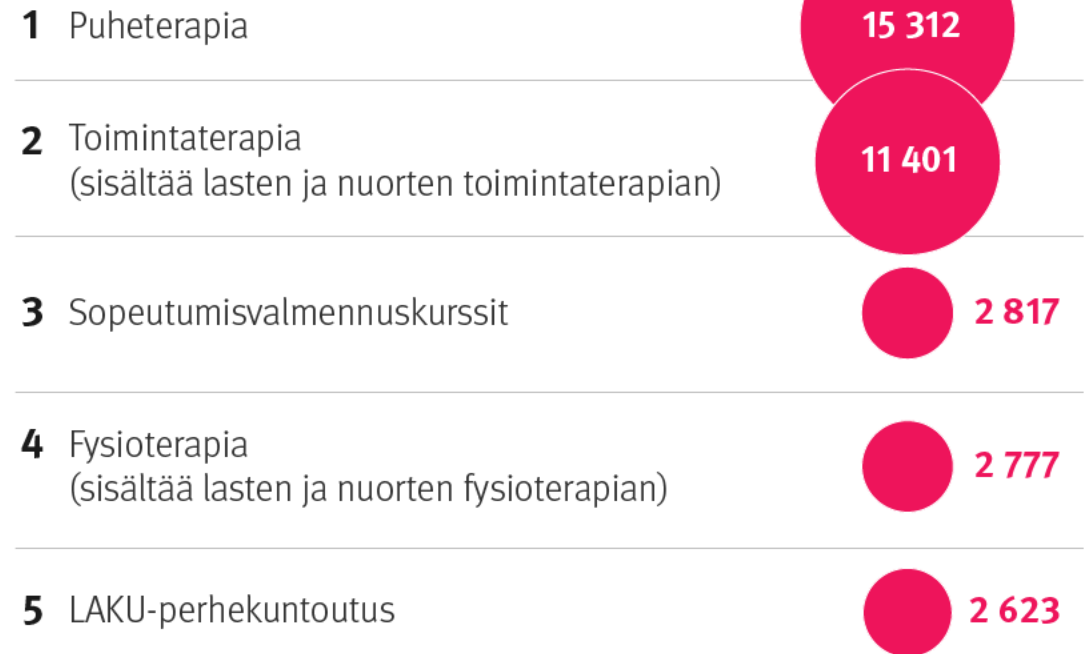 1 Puheterapia 15 312
2 Toimintaterapia
(sisältää lasten ja nuorten toimintaterapian) 11 401
3 Sopeutumisvalmennuskurssit 2 817
4 Fysioterapia
(sisältää lasten ja nuorten fysioterapian) 2 777
5 LAKU-perhekuntoutus 2 623